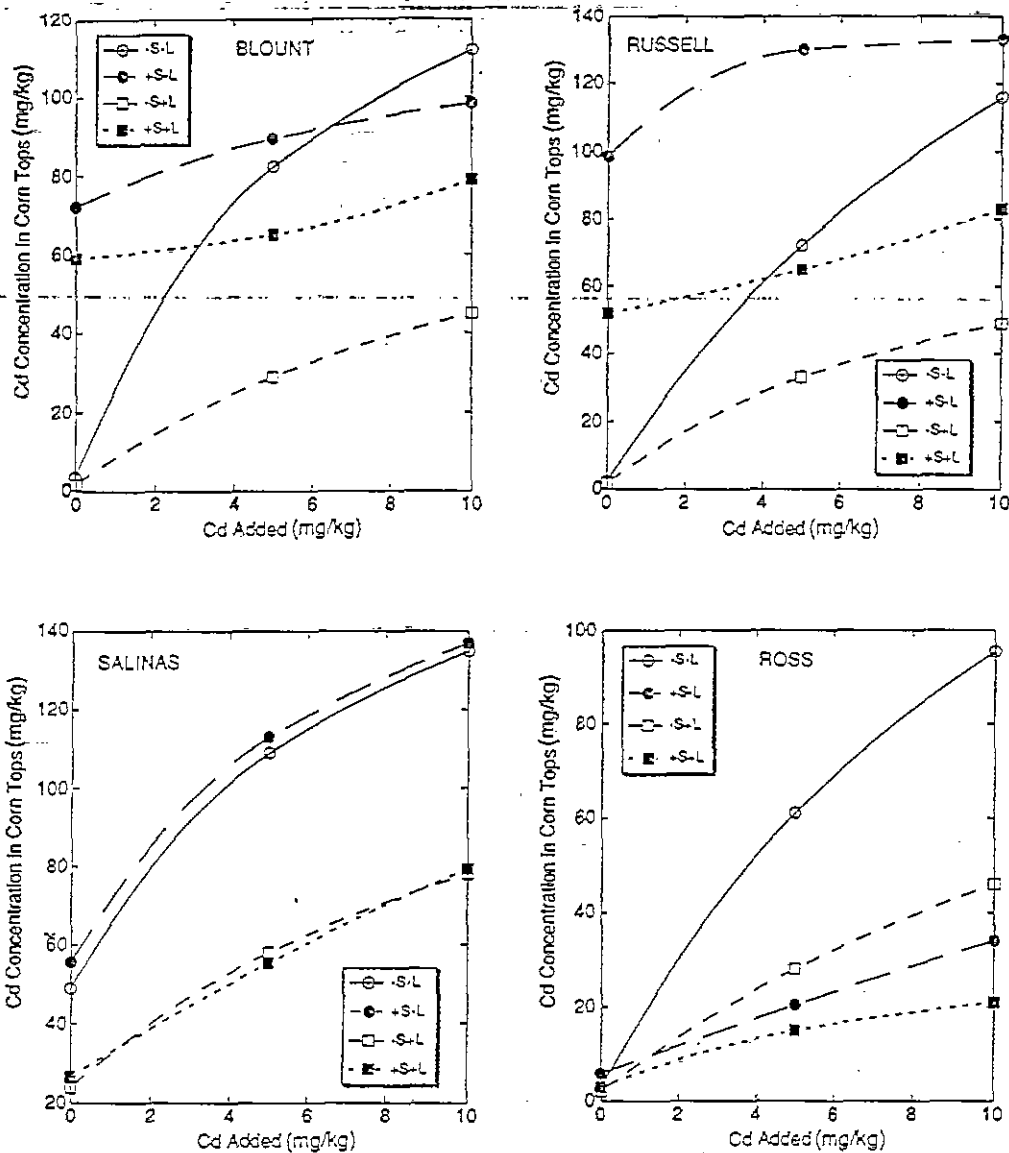 BLOUNT
-S-L
+S-L
-S+L
+S+L
120
100
80
60
40
20
0
Cd Concentration In Corn Tops (mg/kg)
0 2 4 6 8 10
Cd Added (mg/kg)
RUSSELL
-S-L
+S-L
-S+L
+S+L
140
120
100
80
60
40
20
0
Cd Concentration In Corn Tops (mg/kg)
0 2 4 6 8 10
Cd Added (mg/kg)
SALINAS
-S-L
+S-L
-S+L
+S+L
140
120
100
80
60
40
20
Cd Concentration In Corn Tops (mg/kg)
0 2 4 6 8 10
Cd Added (mg/kg)
ROSS
-S-L
+S-L
-S+L
+S+L
100
80
60
40
20
0
Cd Concentration In Corn Tops (mg/kg)
0 2 4 6 8 10
Cd Added (mg/kg)